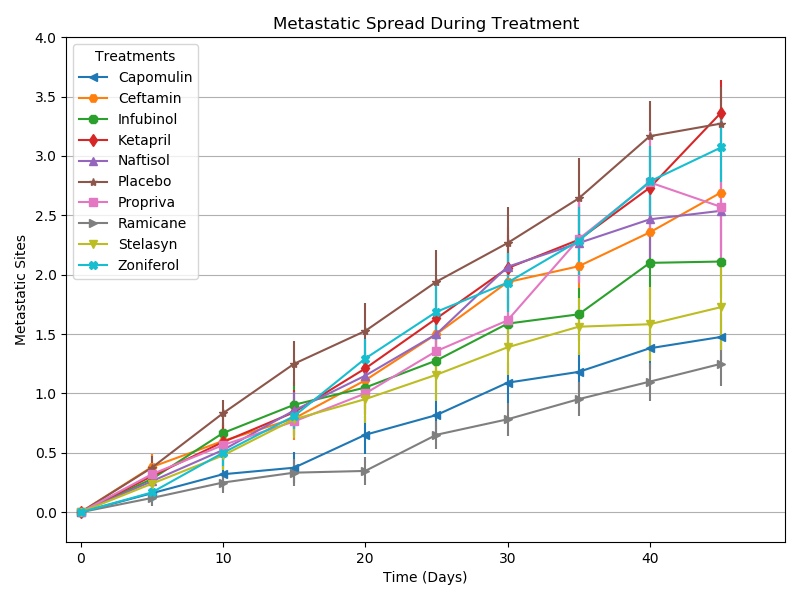 Metastatic Spread During Treatment
Treatments
Capomulin
Ceftamin
Infubinol
Ketapril
Naftisol
Placebo
Propriva
Ramicane
Stelasyn
Zoniferol
Metastatic Sites
4.0
3.5
3.0
2.5
2.0
1.5
1.0
0.5
0.0
0 10 20 30 40
Time (Days)